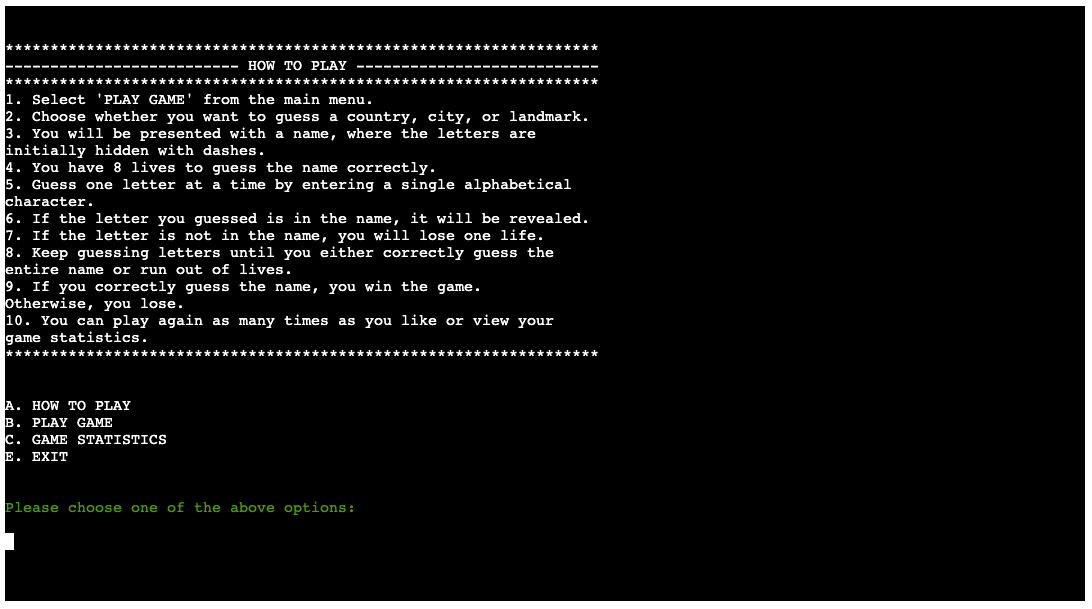 ******************************************************************
-------------------------- HOW TO PLAY ---------------------------
******************************************************************
1. Select 'PLAY GAME' from the main menu.
2. Choose whether you want to guess a country, city, or landmark.
3. You will be presented with a name, where the letters are
initially hidden with dashes.
4. You have 8 lives to guess the name correctly.
5. Guess one letter at a time by entering a single alphabetical
character.
6. If the letter you guessed is in the name, it will be revealed.
7. If the letter is not in the name, you will lose one life.
8. Keep guessing letters until you either correctly guess the
entire name or run out of lives.
9. If you correctly guess the name, you win the game.
Otherwise, you lose.
10. You can play again as many times as you like or view your
game statistics.
******************************************************************
A. HOW TO PLAY
B. PLAY GAME
C. GAME STATISTICS
E. EXIT
Please choose one of the above options: